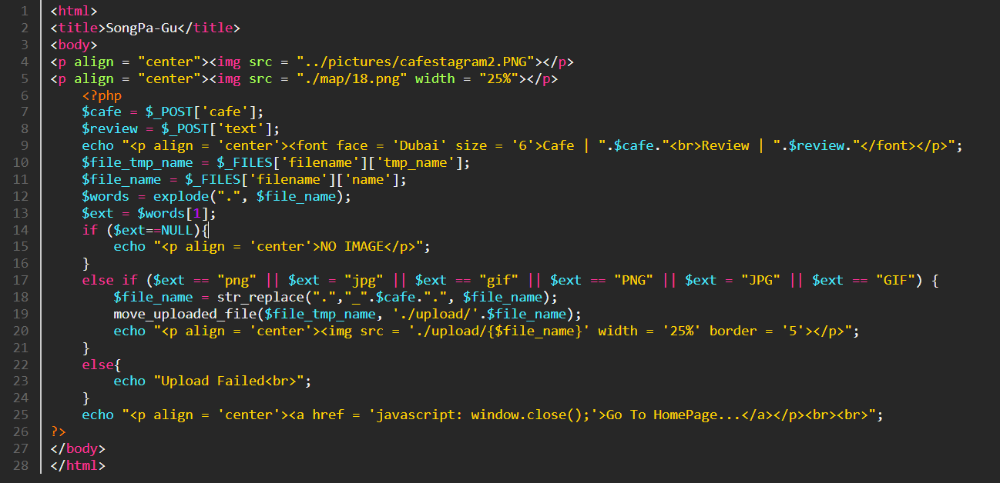 1 <html>
2 <title>SongPa-Gu</title>
3 <body>
4 <p align = "center"><img src = "../pictures/cafestagram2.PNG"></p>
5 <p align = "center"><img src = "./map/18.png" width = "25%"></p>
6     <?php
7     $cafe = $_POST['cafe'];
8     $review = $_POST['text'];
9     echo "<p align = 'center'><font face = 'Dubai' size = '6'>Cafe | ".$cafe."<br>Review | ".$review."</font></p>";
10     $file_tmp_name = $_FILES['filename']['tmp_name'];
11     $file_name = $_FILES['filename']['name'];
12     $words = explode(".", $file_name);
13     $ext = $words[1];
14     if ($ext==NULL){
15         echo "<p align = 'center'>NO IMAGE</p>";
16     }
17     else if ($ext == "png" || $ext = "jpg" || $ext == "gif" || $ext == "PNG" || $ext = "JPG" || $ext == "GIF") {
18         $file_name = str_replace(".","_".$cafe.".", $file_name);
19         move_uploaded_file($file_tmp_name, './upload/'.$file_name);
20         echo "<p align = 'center'><img src = './upload/{$file_name}' width = '25%' border = '5'></p>";
21     }
22     else{
23         echo "Upload Failed<br>";
24     }
25     echo "<p align = 'center'><a href = 'javascript: window.close();'>Go To HomePage...</a></p><br><br>";
26 ?>
27 </body>
28 </html>